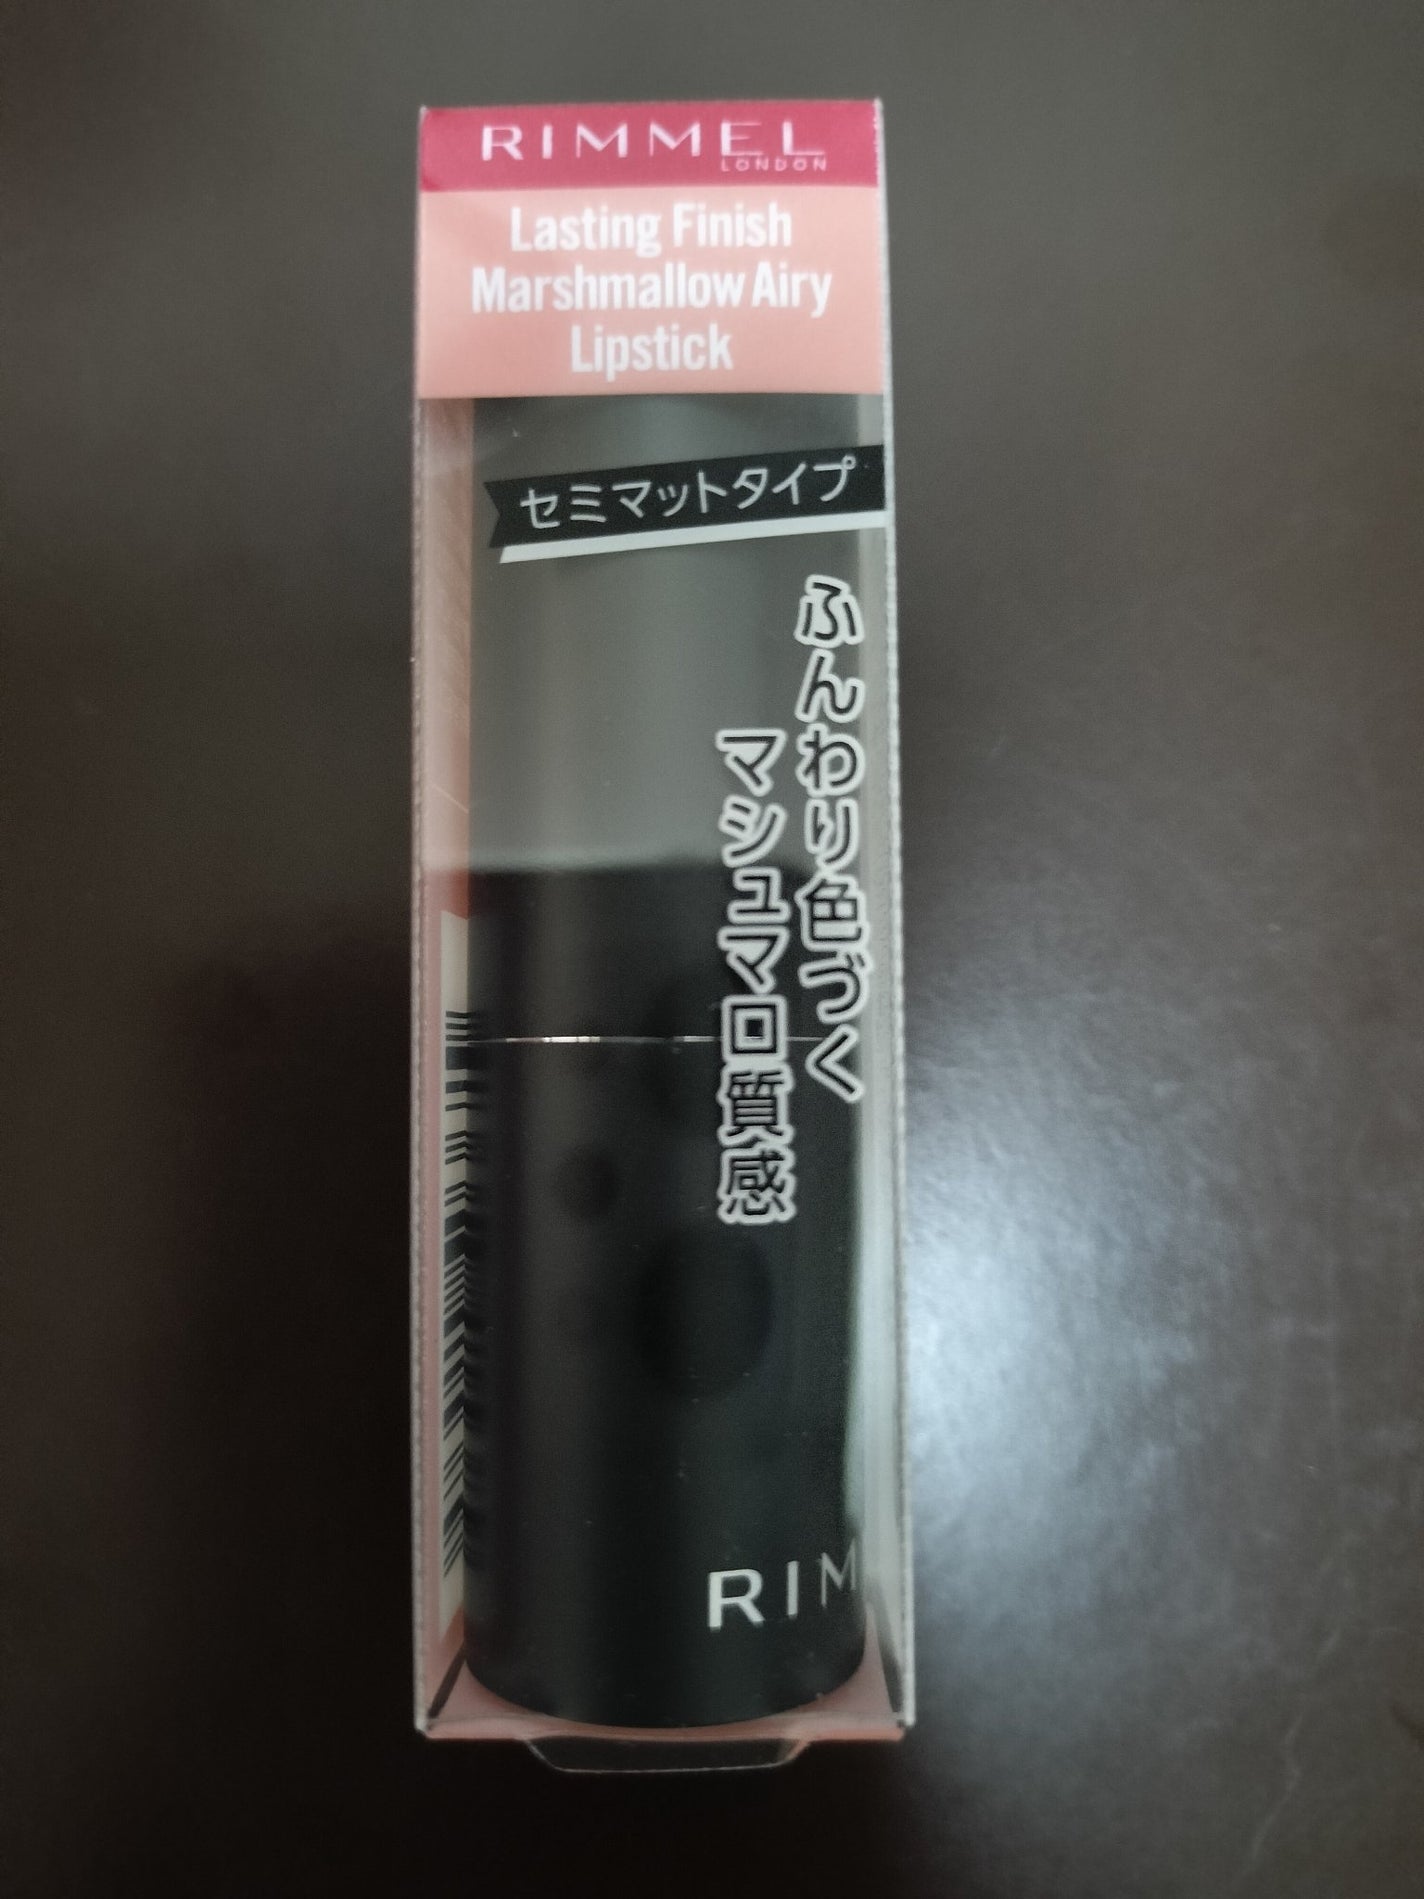 RIMMEL
LONDON
Lasting Finish
Marshmallow Airy
Lipstick
セミマットタイプ
ふんわり色づく
マシュマロ質感
RIM